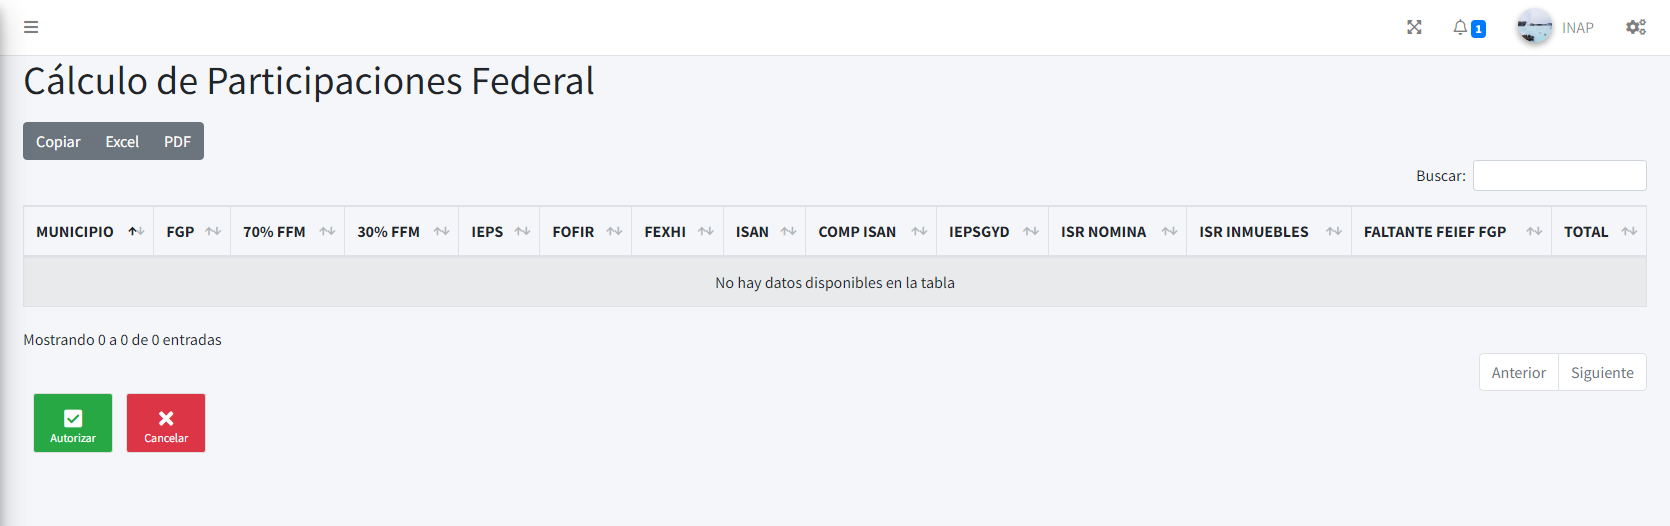 1 INAP
Cálculo de Participaciones Federal
Copiar Excel PDF
Buscar:
MUNICIPIO FGP 70% FFM 30% FFM IEPS FOFIR FEXHI ISAN COMP ISAN IEPSGYD ISR NOMINA ISR INMUEBLES FALTANTE FEIEF FGP TOTAL
No hay datos disponibles en la tabla
Mostrando 0 a 0 de 0 entradas
Anterior Siguiente
Autorizar Cancelar